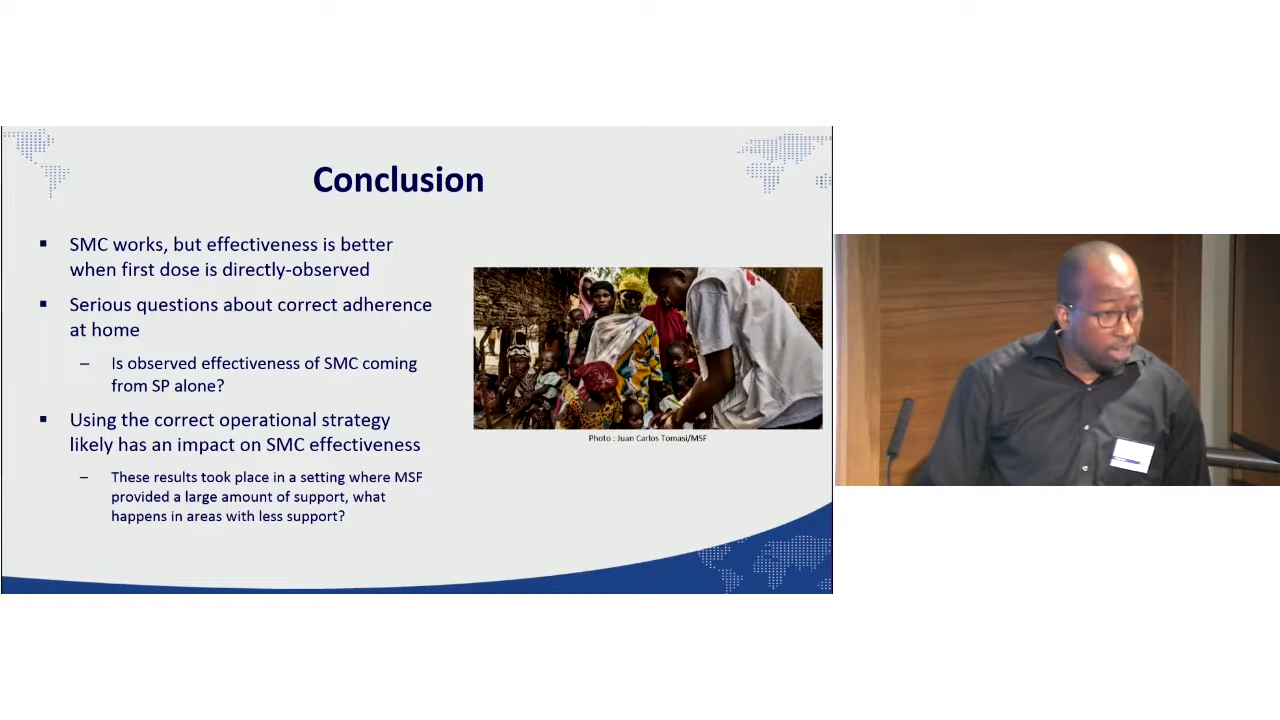 Conclusion
▪ SMC works, but effectiveness is better
when first dose is directly-observed
▪ Serious questions about correct adherence
at home
– Is observed effectiveness of SMC coming
from SP alone?
▪ Using the correct operational strategy
likely has an impact on SMC effectiveness
– These results took place in a setting where MSF
provided a large amount of support, what
happens in areas with less support?
Photo : Juan Carlos Tomasi/MSF